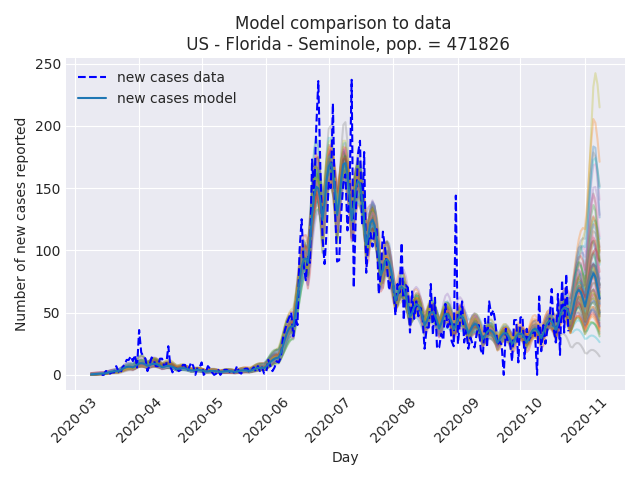 Model comparison to data
US - Florida - Seminole, pop. = 471826
new cases data
new cases model
Number of new cases reported
250
200
150
100
50
0
2020-03
2020-04
2020-05
2020-06
2020-07
2020-08
2020-09
2020-10
2020-11
Day